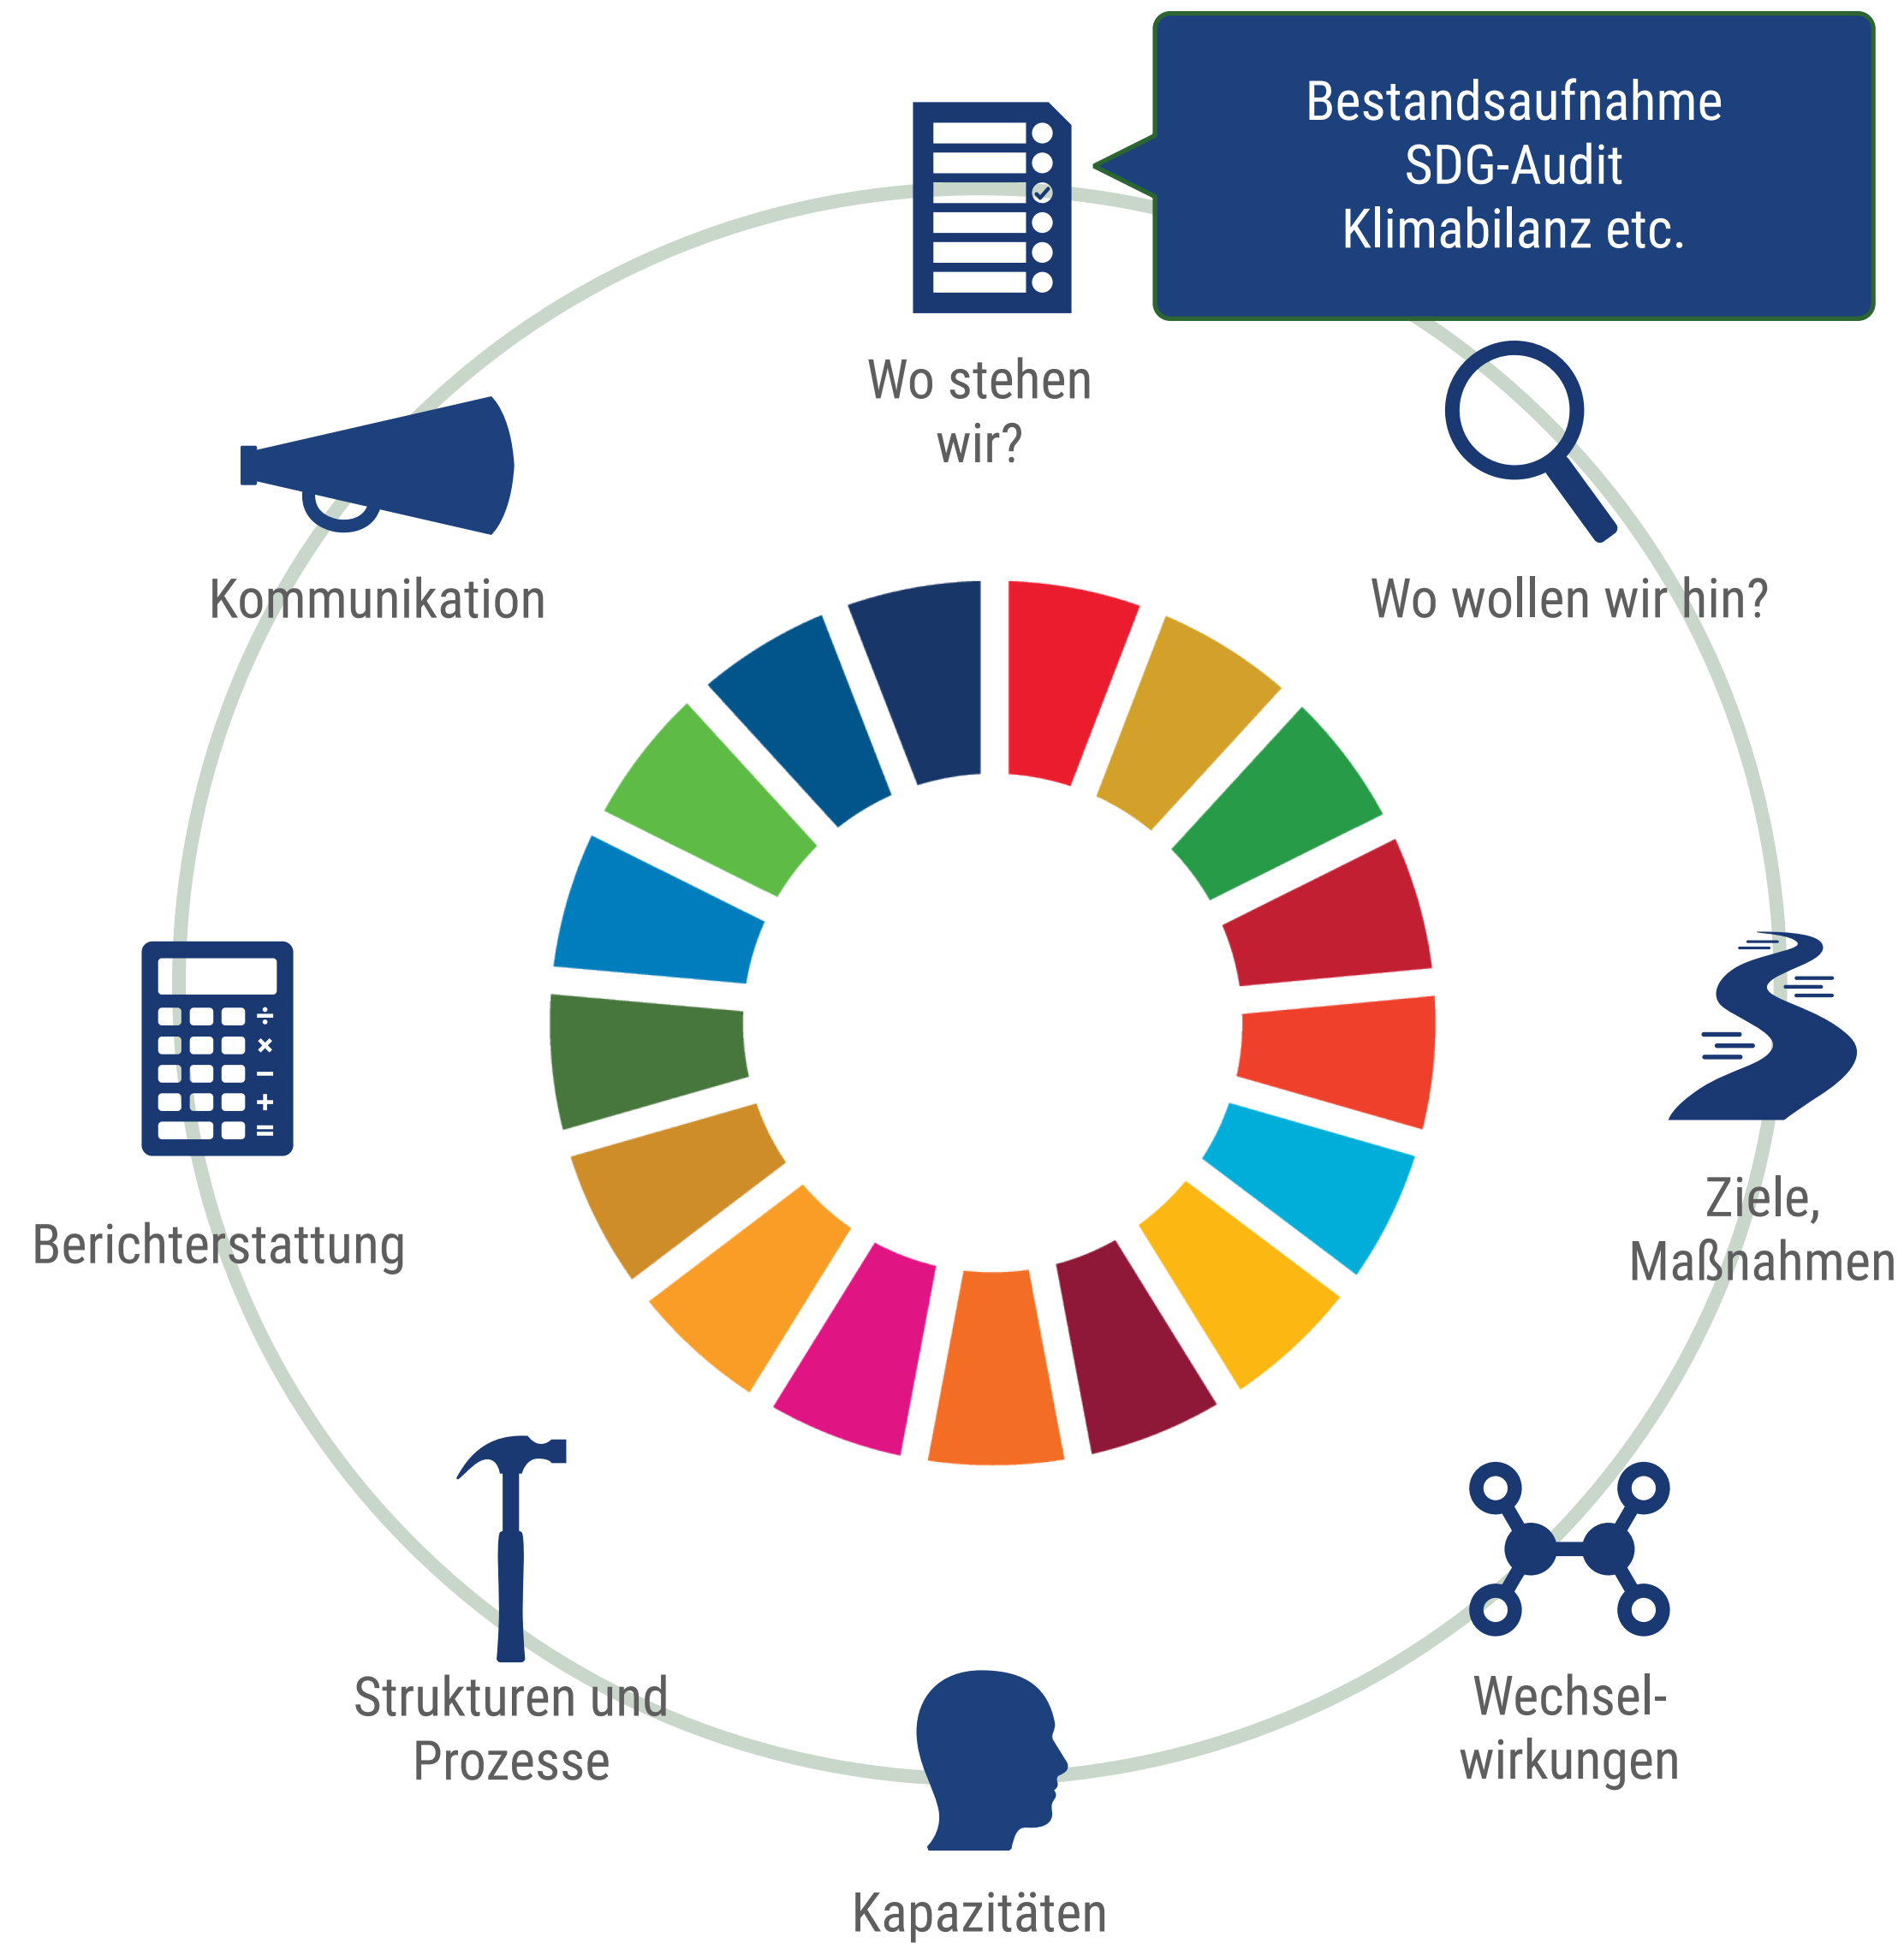 Bestandsaufnahme
SDG-Audit
Klimabilanz etc.
Wo stehen
wir?
Wo wollen wir hin?
Ziele,
Maßnahmen
Wechsel-
wirkungen
Kapazitäten
Strukturen und
Prozesse
Berichterstattung
Kommunikation